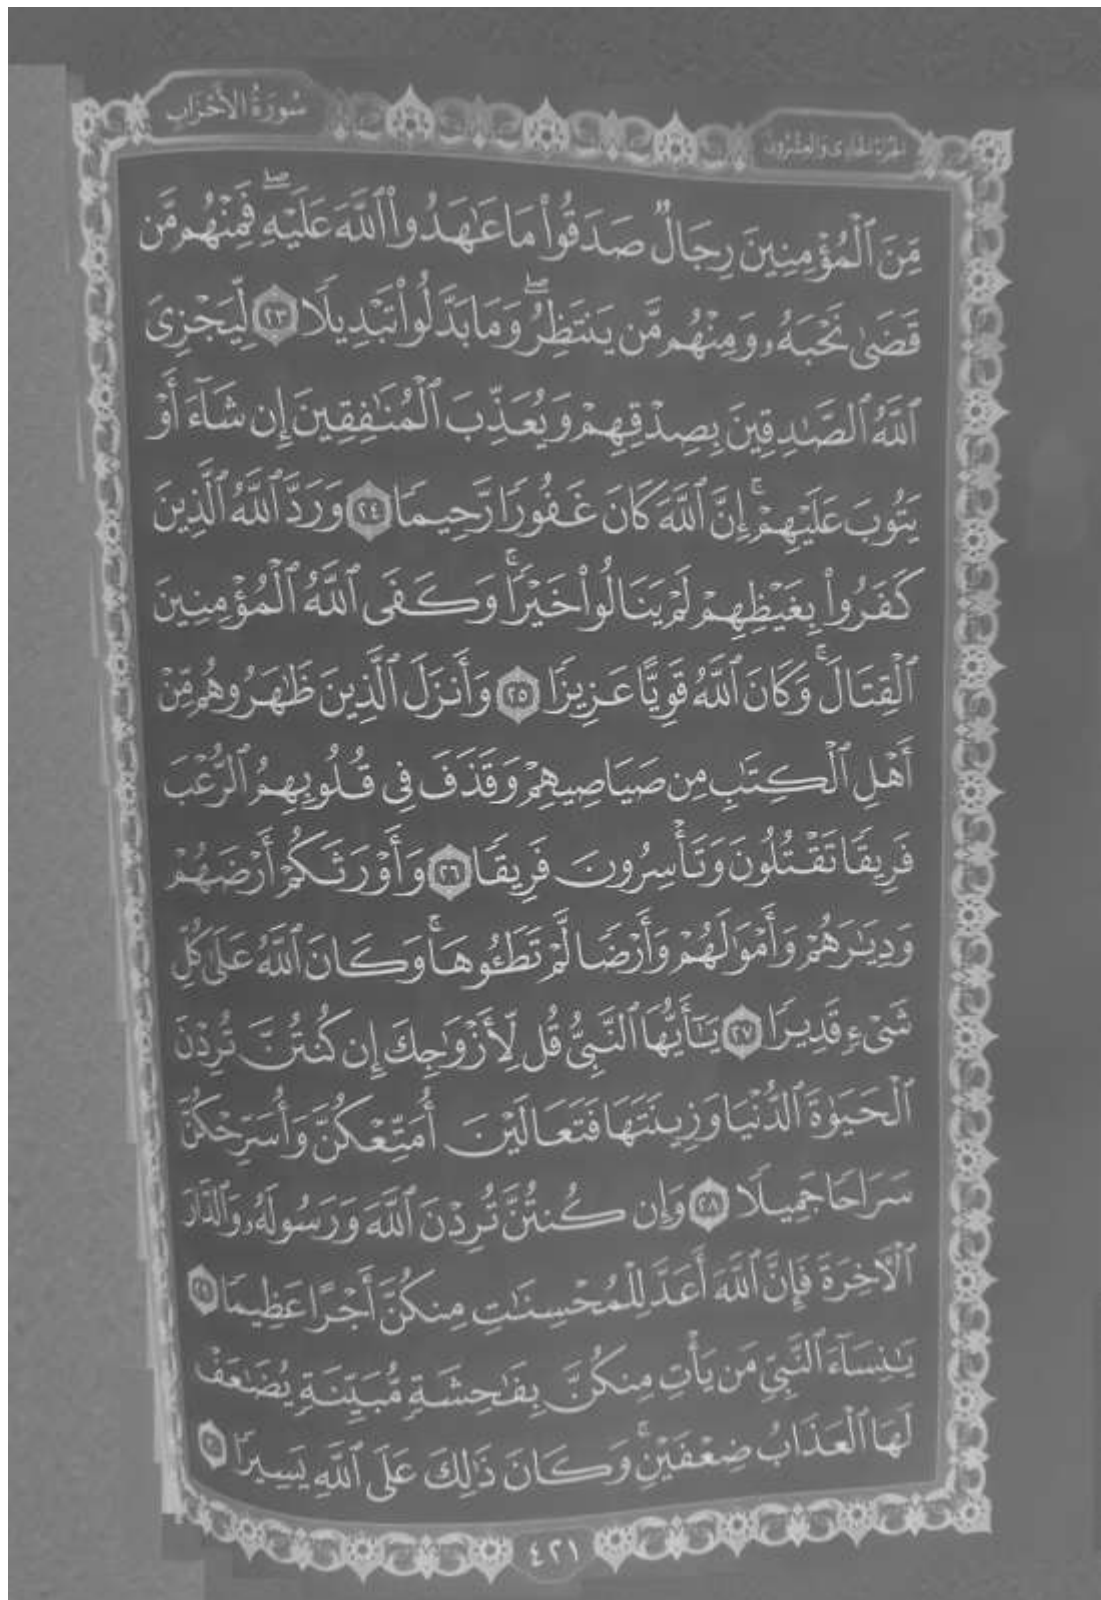 الجزء الحادي والعشرون
سُورَةُ الأَحْزَابِ
مِّنَ ٱلْمُؤْمِنِينَ رِجَالٌ صَدَقُوا۟ مَا عَٰهَدُوا۟ ٱللَّهَ عَلَيْهِ ۖ فَمِنْهُم مَّن
قَضَىٰ نَحْبَهُۥ وَمِنْهُم مَّن يَنتَظِرُ ۖ وَمَا بَدَّلُوا۟ تَبْدِيلًا ٢٣ لِّيَجْزِىَ
ٱللَّهُ ٱلصَّٰدِقِينَ بِصِدْقِهِمْ وَيُعَذِّبَ ٱلْمُنَٰفِقِينَ إِن شَآءَ أَوْ
يَتُوبَ عَلَيْهِمْ ۚ إِنَّ ٱللَّهَ كَانَ غَفُورًا رَّحِيمًا ٢٤ وَرَدَّ ٱللَّهُ ٱلَّذِينَ
كَفَرُوا۟ بِغَيْظِهِمْ لَمْ يَنَالُوا۟ خَيْرًا ۚ وَكَفَى ٱللَّهُ ٱلْمُؤْمِنِينَ
ٱلْقِتَالَ ۚ وَكَانَ ٱللَّهُ قَوِيًّا عَزِيزًا ٢٥ وَأَنزَلَ ٱلَّذِينَ ظَٰهَرُوهُم مِّنْ
أَهْلِ ٱلْكِتَٰبِ مِن صَيَاصِيهِمْ وَقَذَفَ فِى قُلُوبِهِمُ ٱلرُّعْبَ
فَرِيقًا تَقْتُلُونَ وَتَأْسِرُونَ فَرِيقًا ٢٦ وَأَوْرَثَكُمْ أَرْضَهُمْ
وَدِيَٰرَهُمْ وَأَمْوَٰلَهُمْ وَأَرْضًا لَّمْ تَطَـُٔوهَا ۚ وَكَانَ ٱللَّهُ عَلَىٰ كُلِّ
شَىْءٍ قَدِيرًا ٢٧ يَٰٓأَيُّهَا ٱلنَّبِىُّ قُل لِّأَزْوَٰجِكَ إِن كُنتُنَّ تُرِدْنَ
ٱلْحَيَوٰةَ ٱلدُّنْيَا وَزِينَتَهَا فَتَعَالَيْنَ أُمَتِّعْكُنَّ وَأُسَرِّحْكُنَّ
سَرَاحًا جَمِيلًا ٢٨ وَإِن كُنتُنَّ تُرِدْنَ ٱللَّهَ وَرَسُولَهُۥ وَٱلدَّارَ
ٱلْءَاخِرَةَ فَإِنَّ ٱللَّهَ أَعَدَّ لِلْمُحْسِنَٰتِ مِنكُنَّ أَجْرًا عَظِيمًا ٢٩
يَٰنِسَآءَ ٱلنَّبِىِّ مَن يَأْتِ مِنكُنَّ بِفَٰحِشَةٍ مُّبَيِّنَةٍ يُضَٰعَفْ
لَهَا ٱلْعَذَابُ ضِعْفَيْنِ ۚ وَكَانَ ذَٰلِكَ عَلَى ٱللَّهِ يَسِيرًا ٣٠
٤٢١